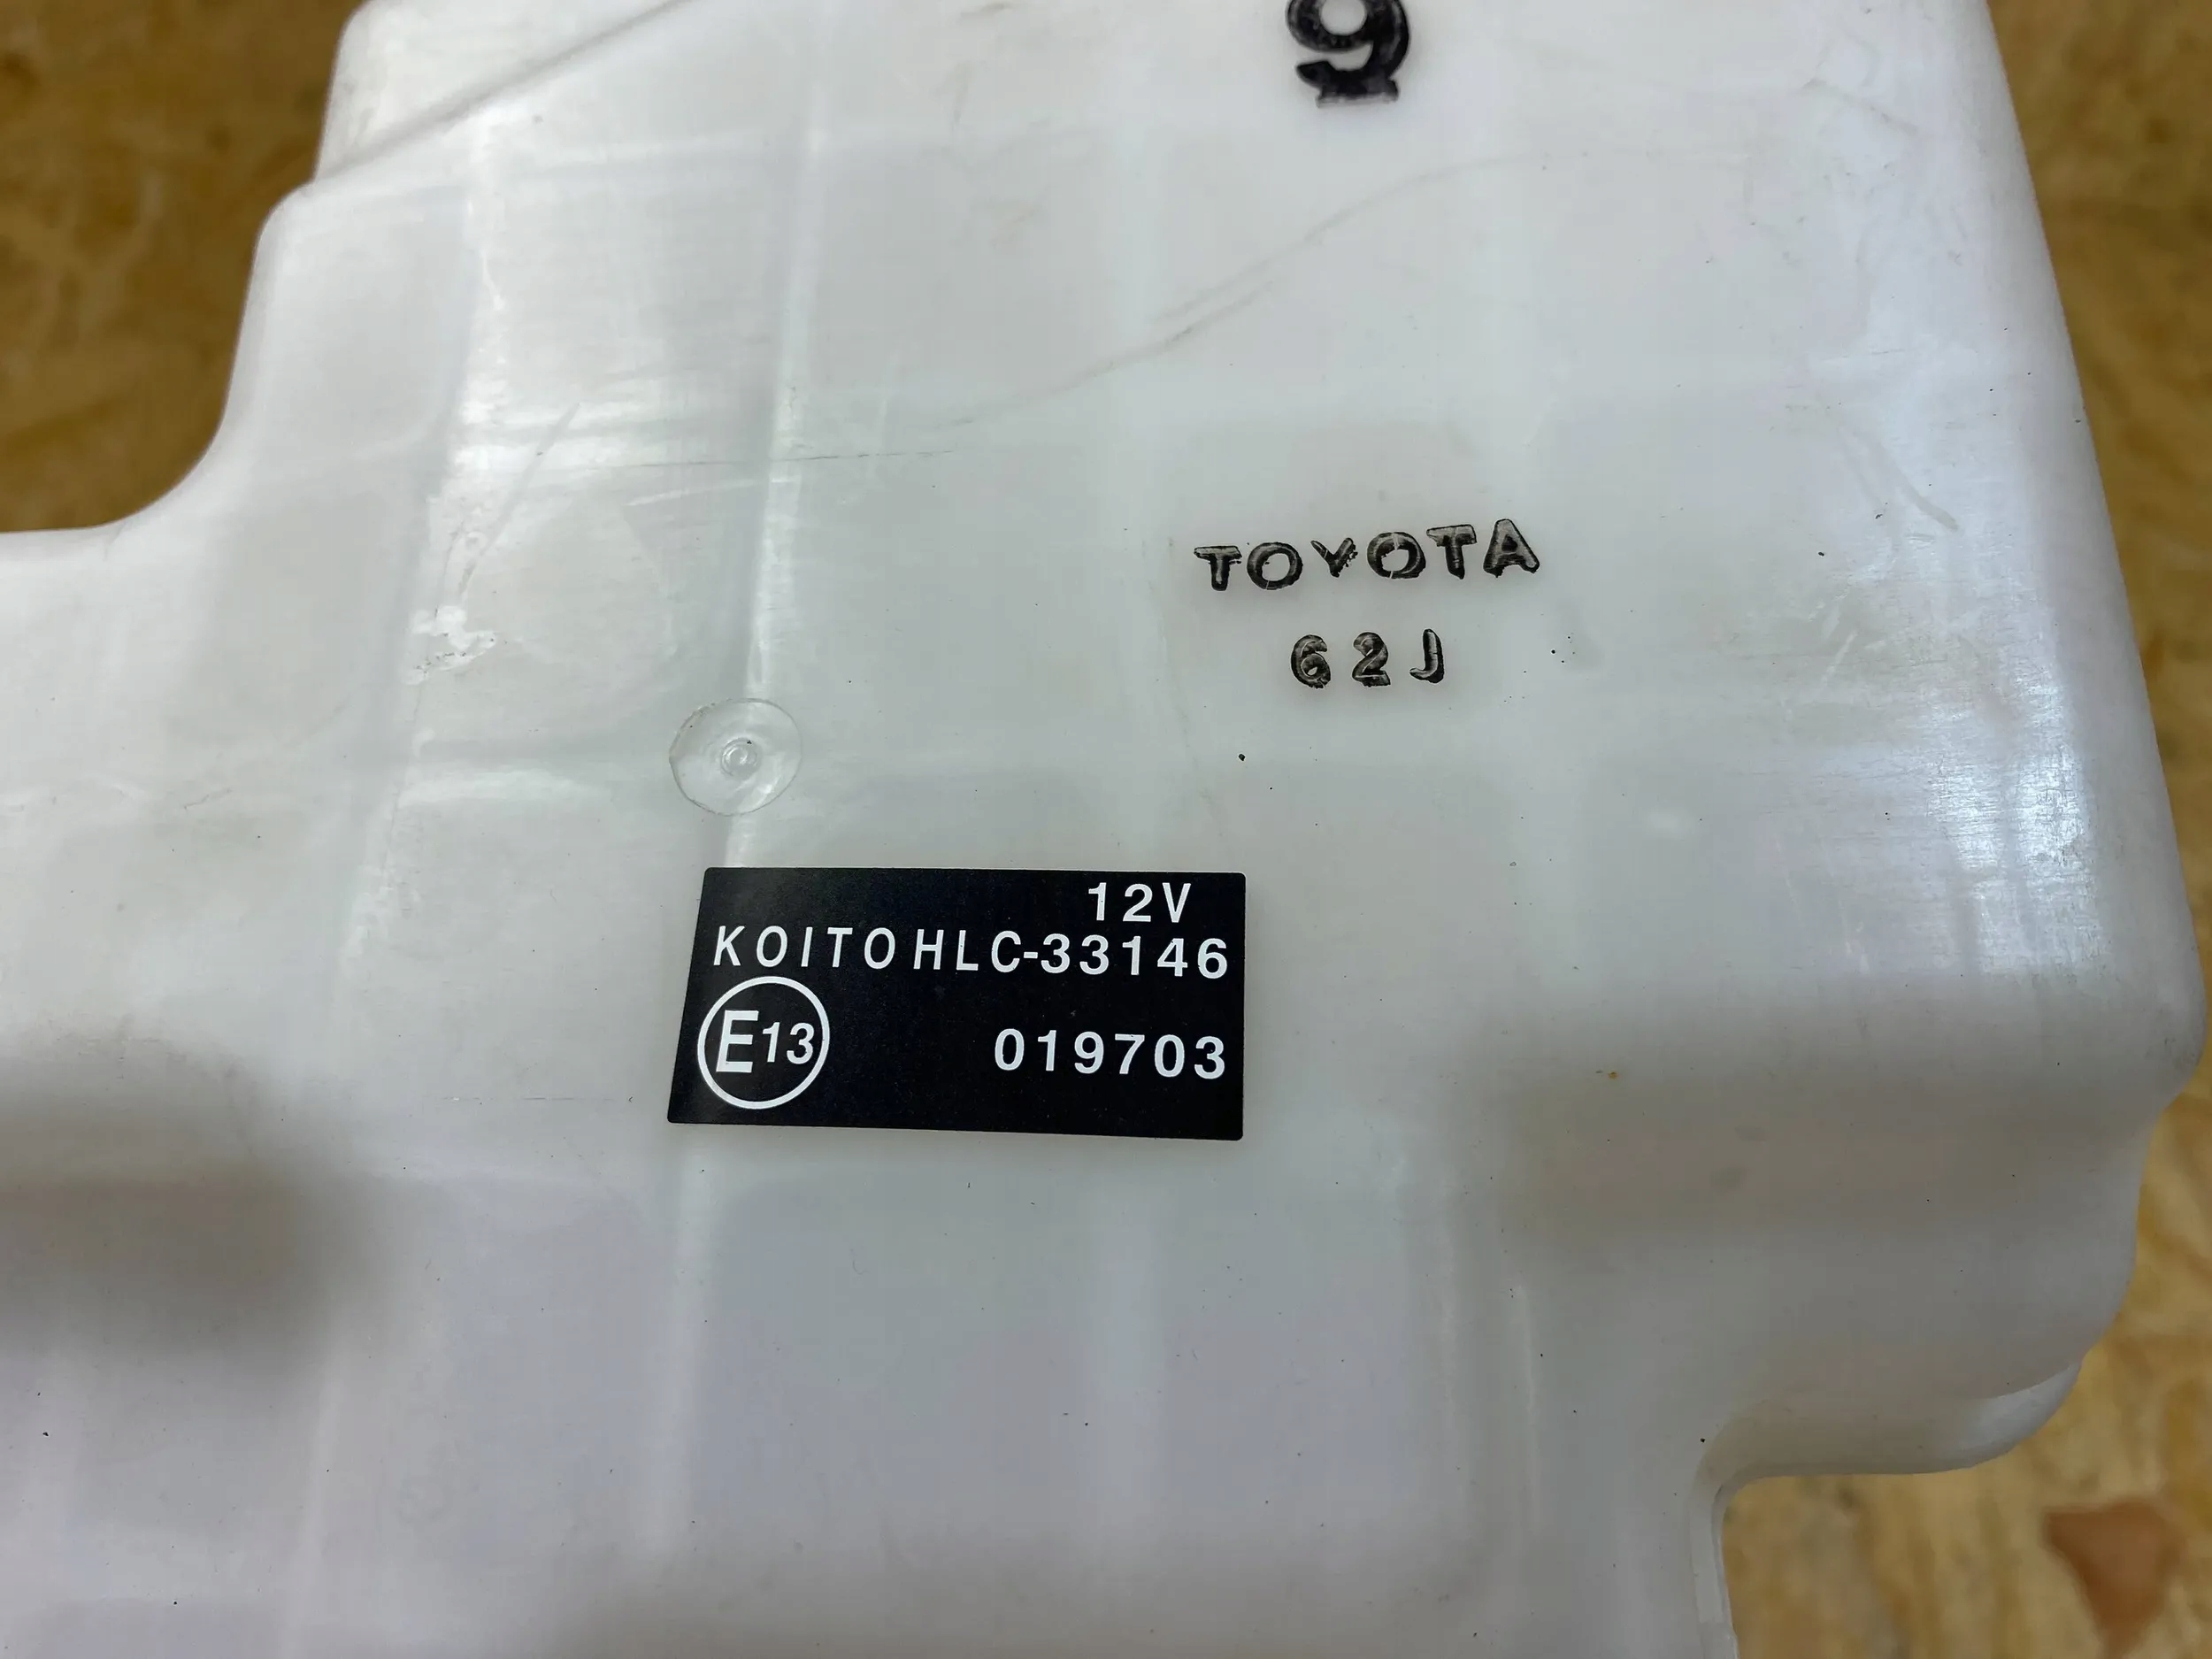 9
TOYOTA
62J
12V
KOITO HLC-33146
E13 019703